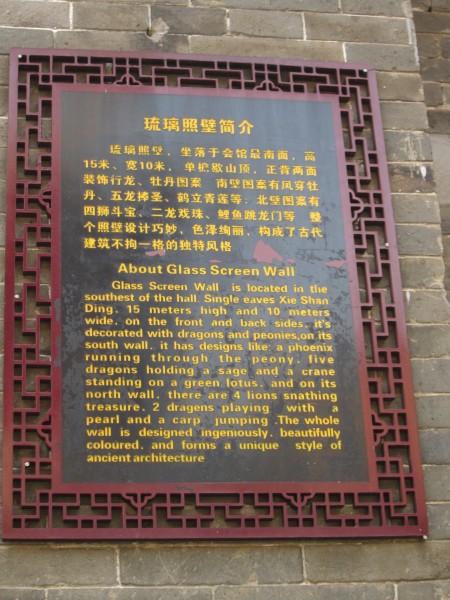 琉璃照壁简介
琉璃照壁，坐落于会馆最南面，高
15米、宽10米，单檐歇山顶，正背两面
装饰行龙、牡丹图案 南壁图案有凤穿牡
丹、五龙捧圣、鹤立青莲等、北壁图案有
四狮斗宝、二龙戏珠、鲤鱼跳龙门等 整
个照壁设计巧妙，色泽绚丽，构成了古代
建筑不拘一格的独特风格
About Glass Screen Wall
Glass Screen Wall is located in the
southest of the hall. Single eaves Xie Shan
Ding. 15 meters high and 10 meters
wide. on the front and back sides. it's
decorated with dragons and peonies,on its
south wall. it has designs like: a phoenix
running through the peony. five
dragons holding a sage and a crane
standing on a green lotus. and on its
north wall. there are 4 lions snathing
treasure. 2 dragens playing with a
pearl and a carp jumping .The whole
wall is designed ingeniously. beautifully
coloured. and forms a unique style of
ancient architecture